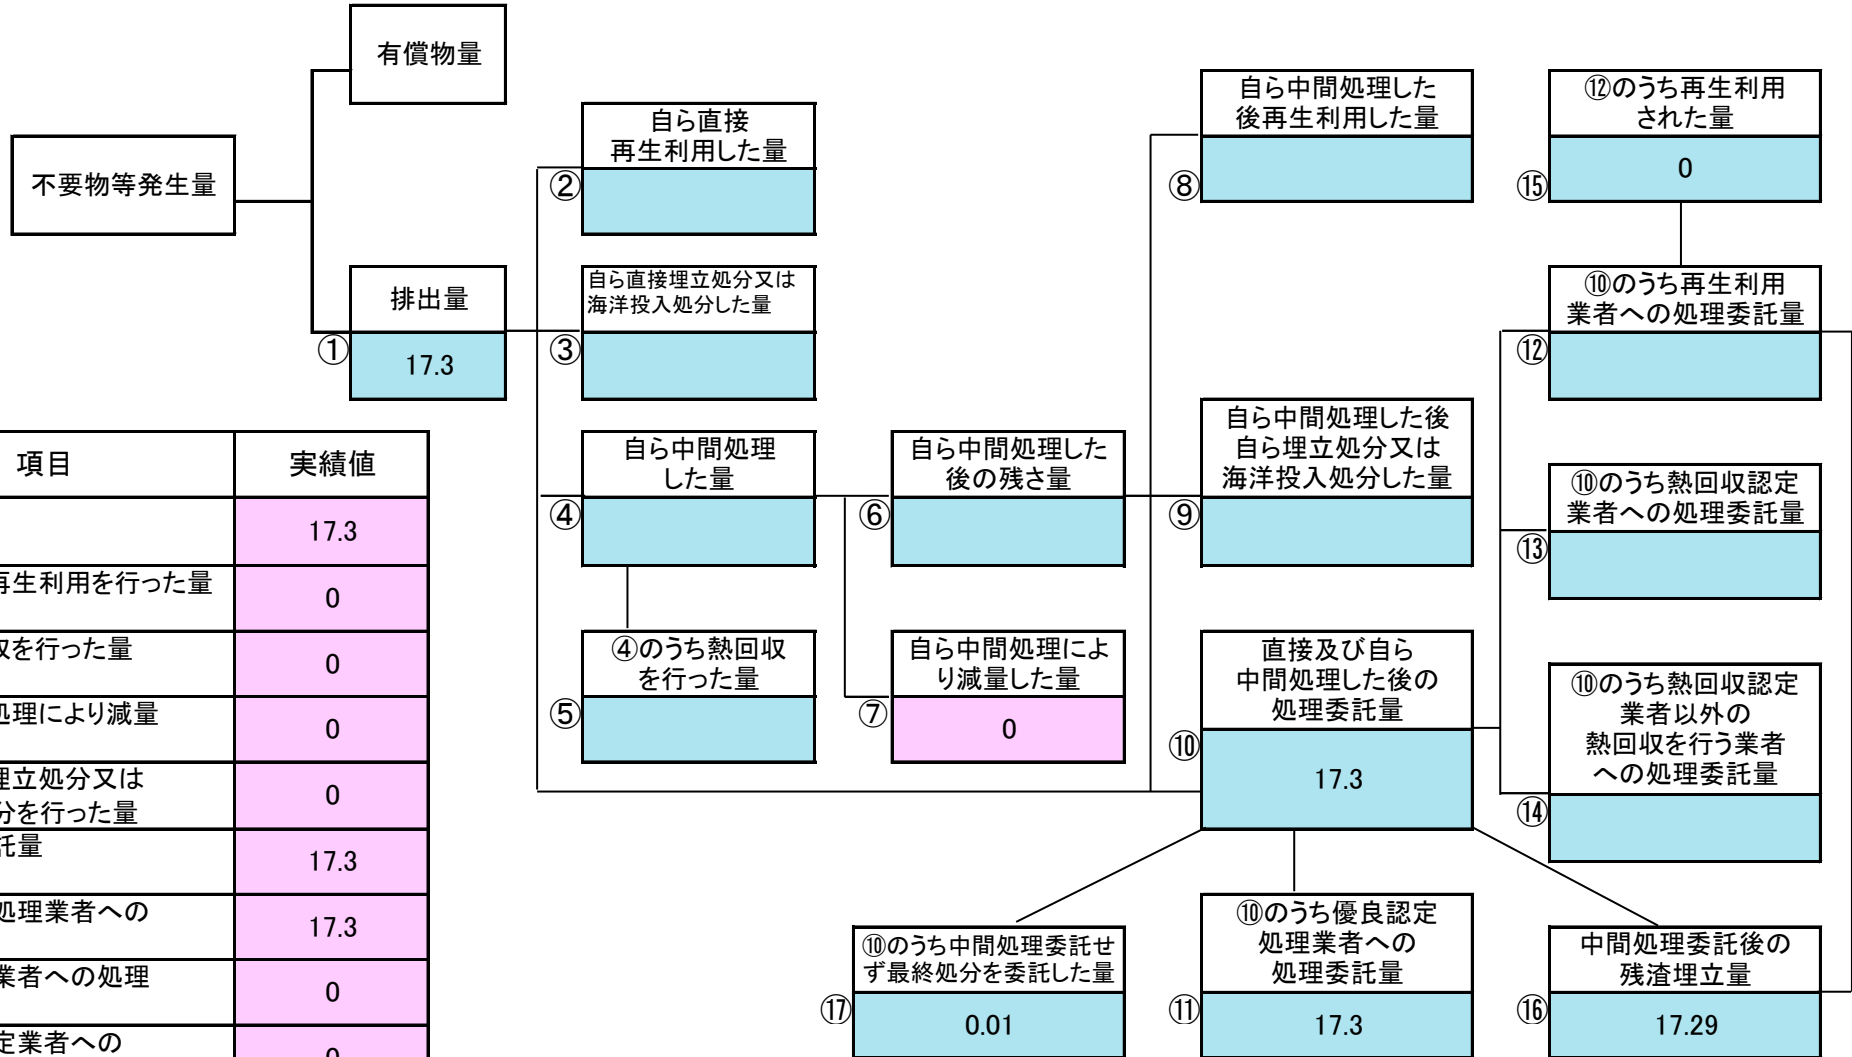 有償物量
不要物等発生量
排出量
①
17.3
自ら直接
再生利用した量
②
自ら直接埋立処分又は
海洋投入処分した量
③
自ら中間処理
した量
④
④のうち熱回収
を行った量
⑤
自ら中間処理した
後の残さ量
⑥
自ら中間処理によ
り減量した量
⑦
0
自ら中間処理した
後再生利用した量
⑧
自ら中間処理した後
自ら埋立処分又は
海洋投入処分した量
⑨
直接及び自ら
中間処理した後の
処理委託量
⑩
17.3
⑫のうち再生利用
された量
⑮
0
⑩のうち再生利用
業者への処理委託量
⑫
⑩のうち熱回収認定
業者への処理委託量
⑬
⑩のうち熱回収認定
業者以外の
熱回収を行う業者
への処理委託量
⑭
⑩のうち中間処理委託せ
ず最終処分を委託した量
⑰
0.01
⑩のうち優良認定
処理業者への
処理委託量
⑪
17.3
中間処理委託後の
残渣埋立量
⑯
17.29
項目 実績値
17.3
再生利用を行った量 0
を行った量 0
処理により減量 0
埋立処分又は
を行った量 0
託量 17.3
処理業者への 17.3
業者への処理 0
定業者への 0